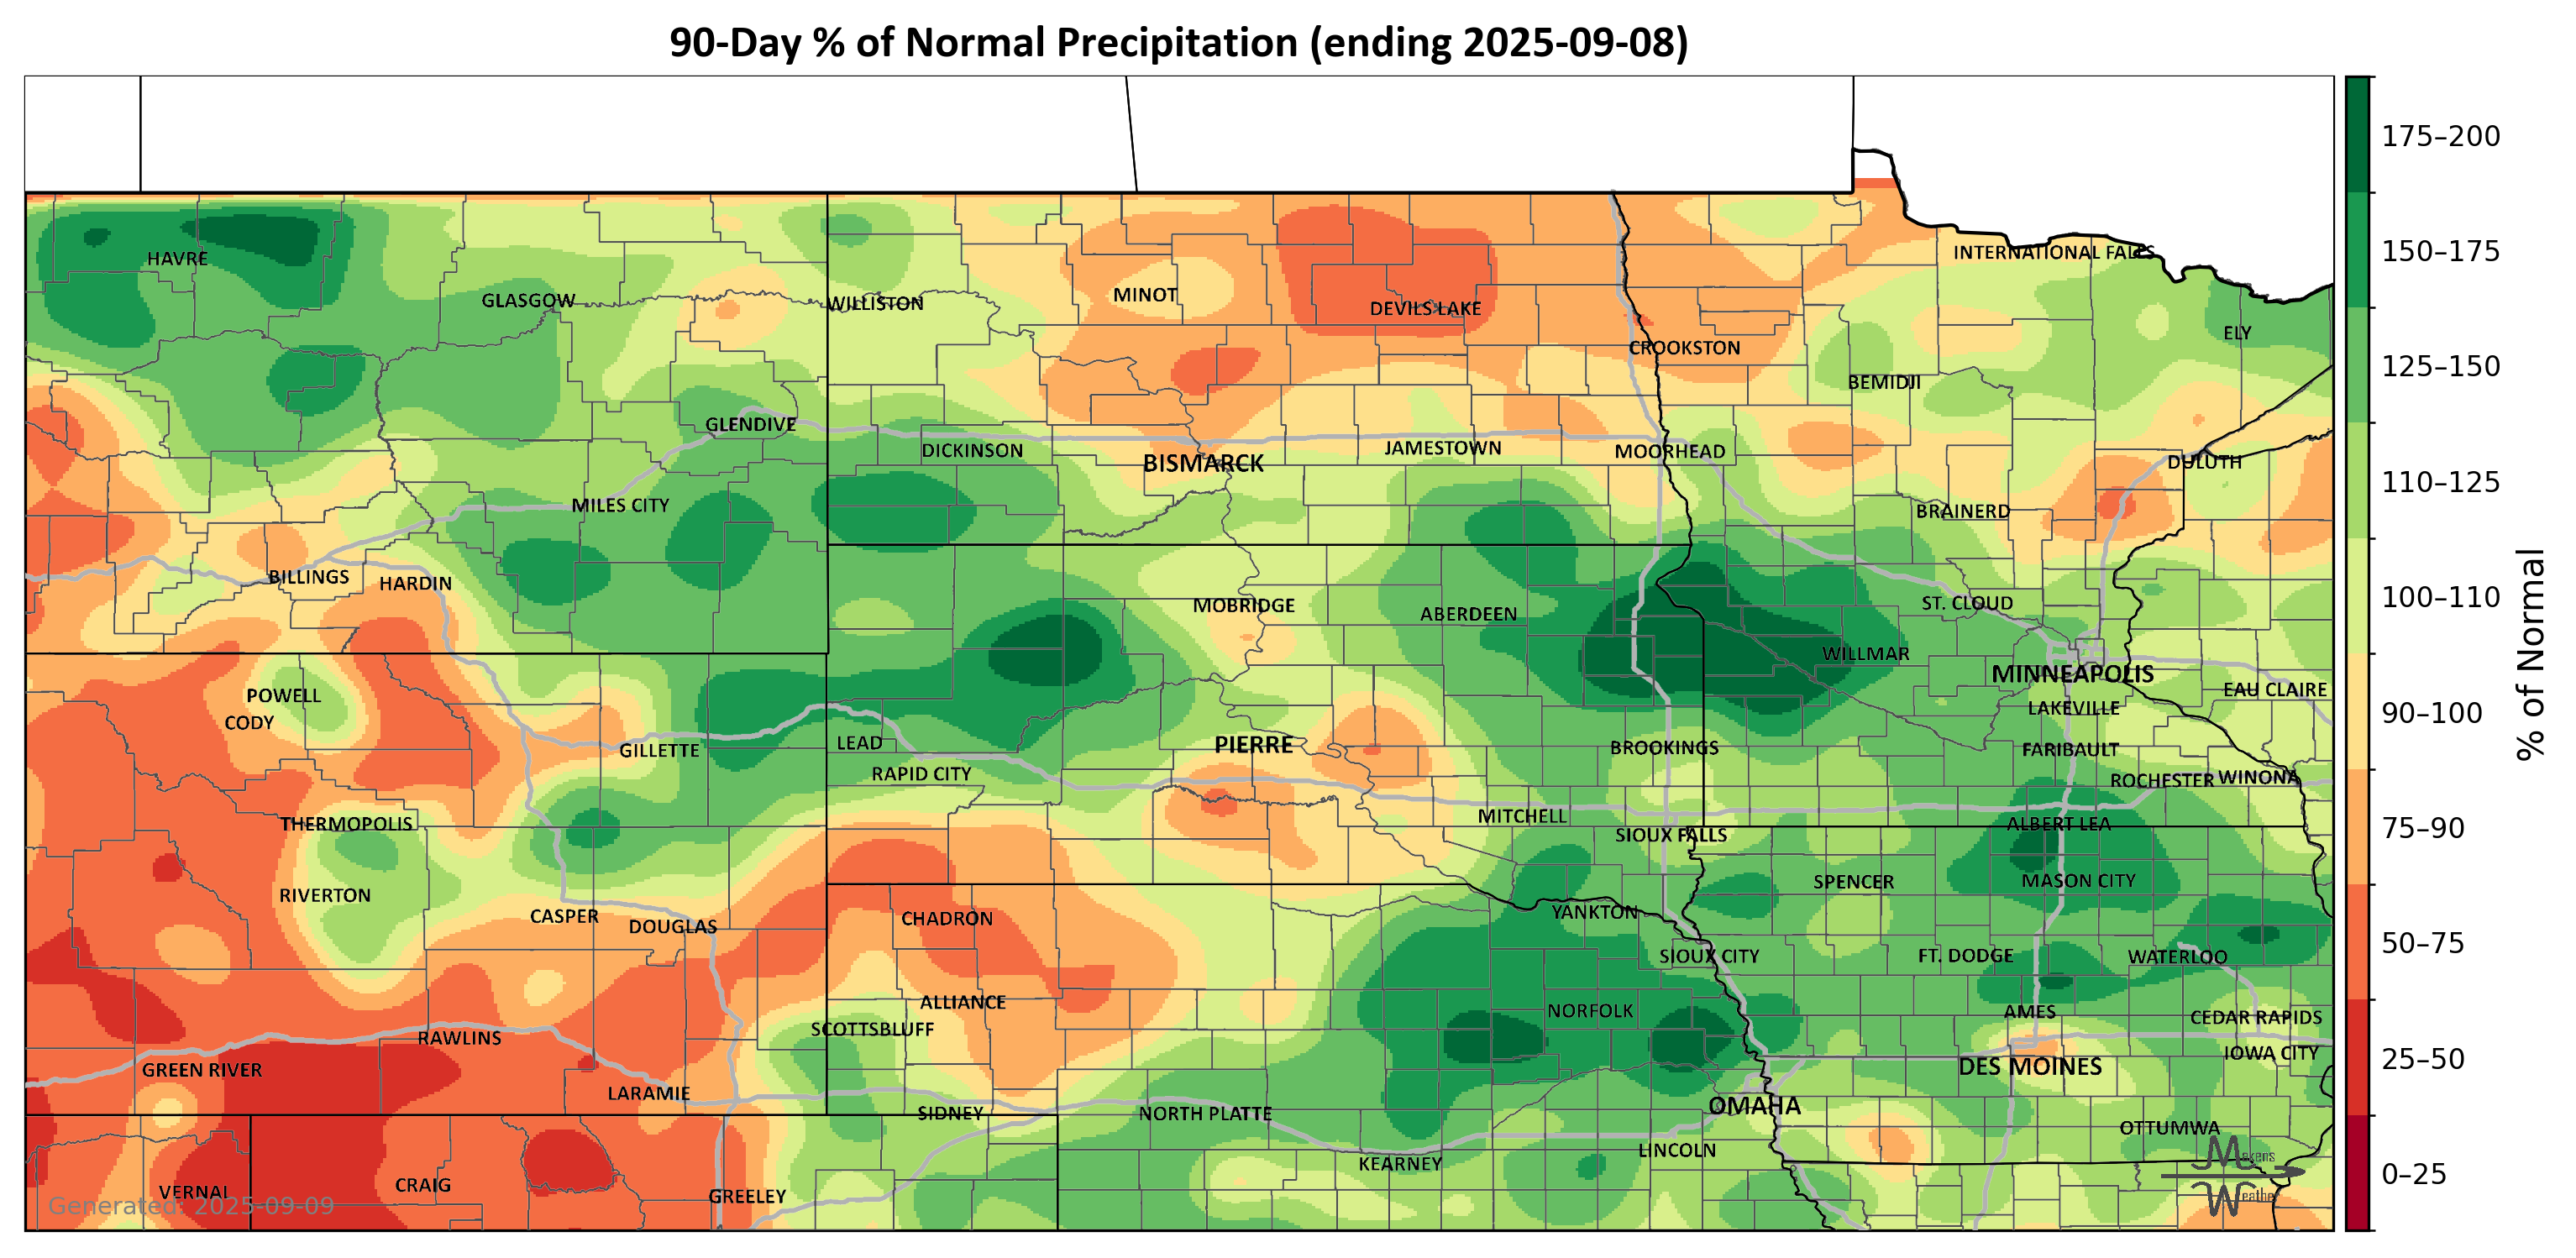 90-Day % of Normal Precipitation (ending 2025-09-08)
175–200
INTERNATIONAL FALLS
HAVRE
150–175
MINOT
GLASGOW
WILLISTON
DEVILS LAKE
ELY
CROOKSTON
125–150
BEMIDJI
GLENDIVE
DICKINSON
JAMESTOWN
MOORHEAD
BISMARCK
DULUTH
110–125
MILES CITY
BRAINERD
BILLINGS
HARDIN
100–110
MOBRIDGE
ABERDEEN
ST. CLOUD
WILLMAR
MINNEAPOLIS
% of Normal
POWELL
EAU CLAIRE
CODY
LAKEVILLE
90–100
GILLETTE
LEAD
PIERRE
BROOKINGS
FARIBAULT
RAPID CITY
ROCHESTER
WINONA
THERMOPOLIS
MITCHELL
SIOUX FALLS
ALBERT LEA
75–90
RIVERTON
SPENCER
MASON CITY
CASPER
DOUGLAS
CHADRON
YANKTON
50–75
SIOUX CITY
FT. DODGE
WATERLOO
ALLIANCE
NORFOLK
AMES
CEDAR RAPIDS
SCOTTSBLUFF
RAWLINS
IOWA CITY
25–50
GREEN RIVER
DES MOINES
LARAMIE
SIDNEY
NORTH PLATTE
OMAHA
OTTUMWA
LINCOLN
KEARNEY
Makens
Weather
0–25
VERNAL
CRAIG
GREELEY
Generated: 2025-09-09